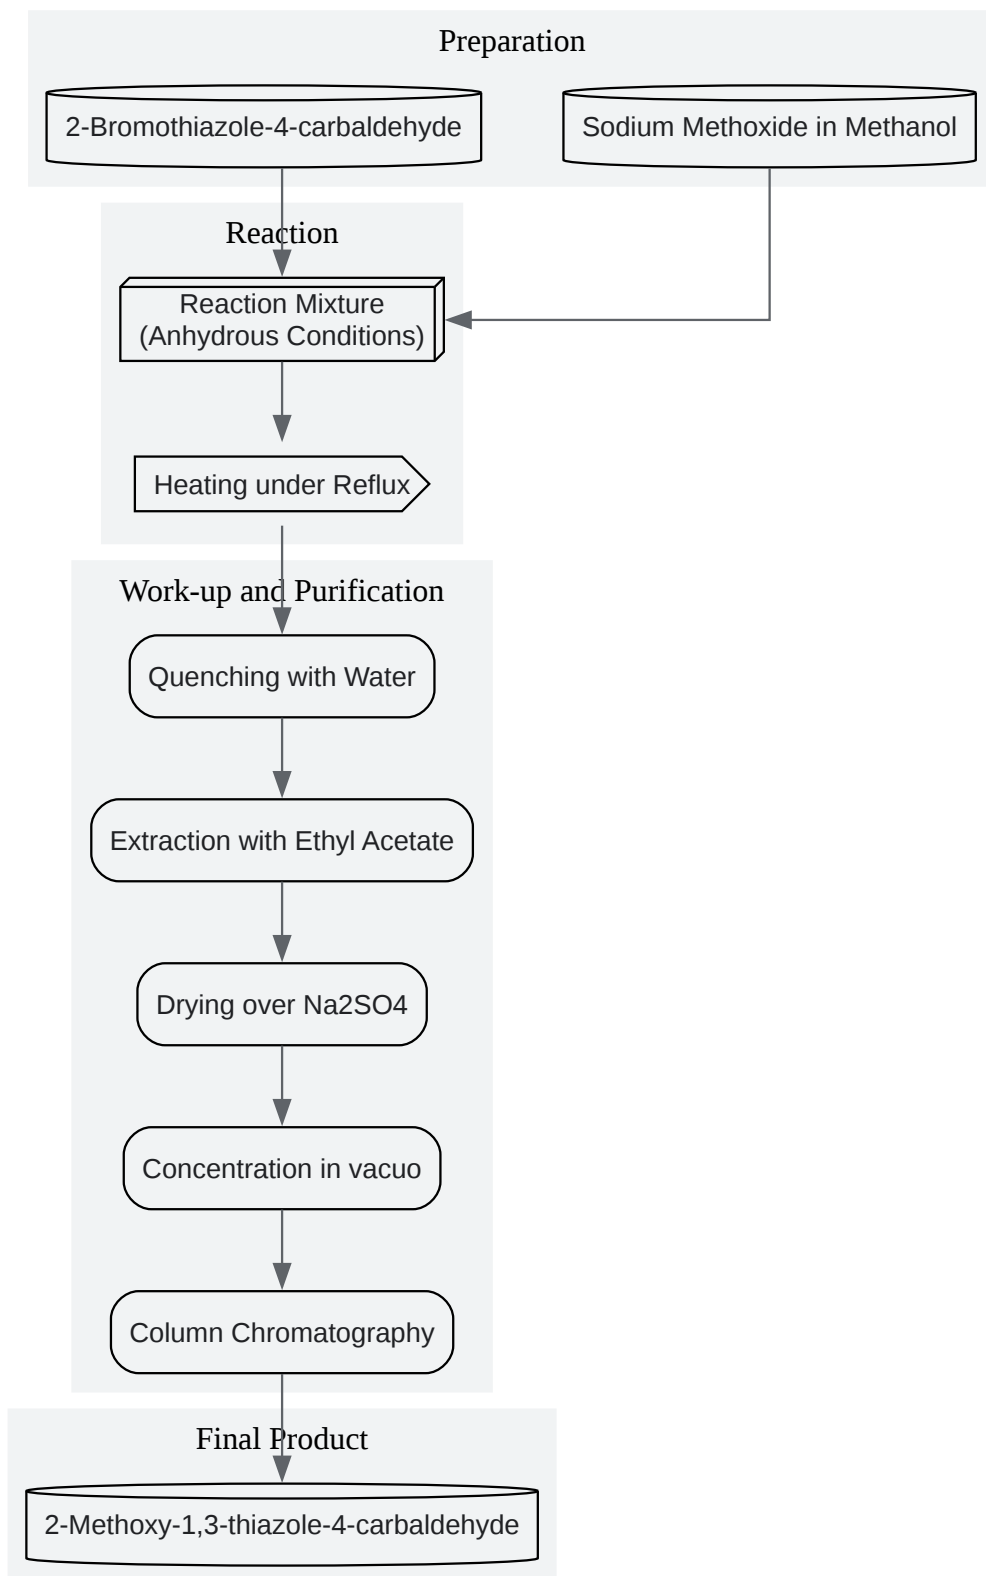 Preparation
2-Bromothiazole-4-carbaldehyde
Sodium Methoxide in Methanol
Reaction
Reaction Mixture
(Anhydrous Conditions)
Heating under Reflux
Work-up and Purification
Quenching with Water
Extraction with Ethyl Acetate
Drying over Na2SO4
Concentration in vacuo
Column Chromatography
Final Product
2-Methoxy-1,3-thiazole-4-carbaldehyde